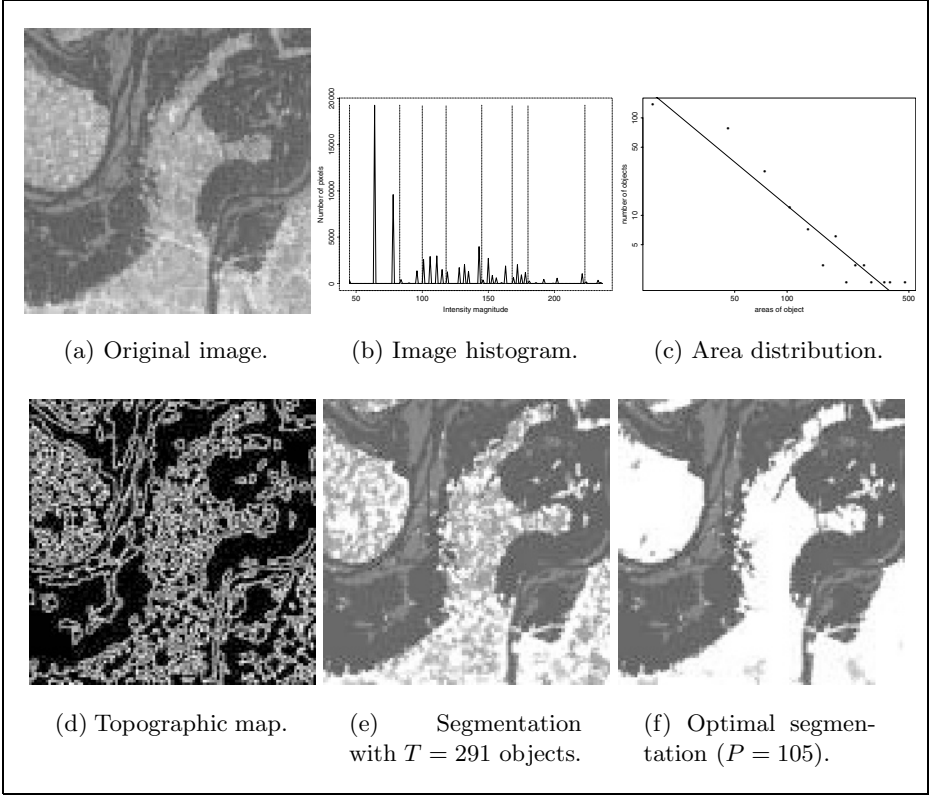 20000
15000
10000
5000
0
Number of pixels
50 100 150 200
Intensity magnitude
100
50
10
5
number of objects
50 100 500
areas of object
(a) Original image.
(b) Image histogram.
(c) Area distribution.
(d) Topographic map.
(e) Segmentation
with T = 291 objects.
(f) Optimal segmen-
tation (P = 105).